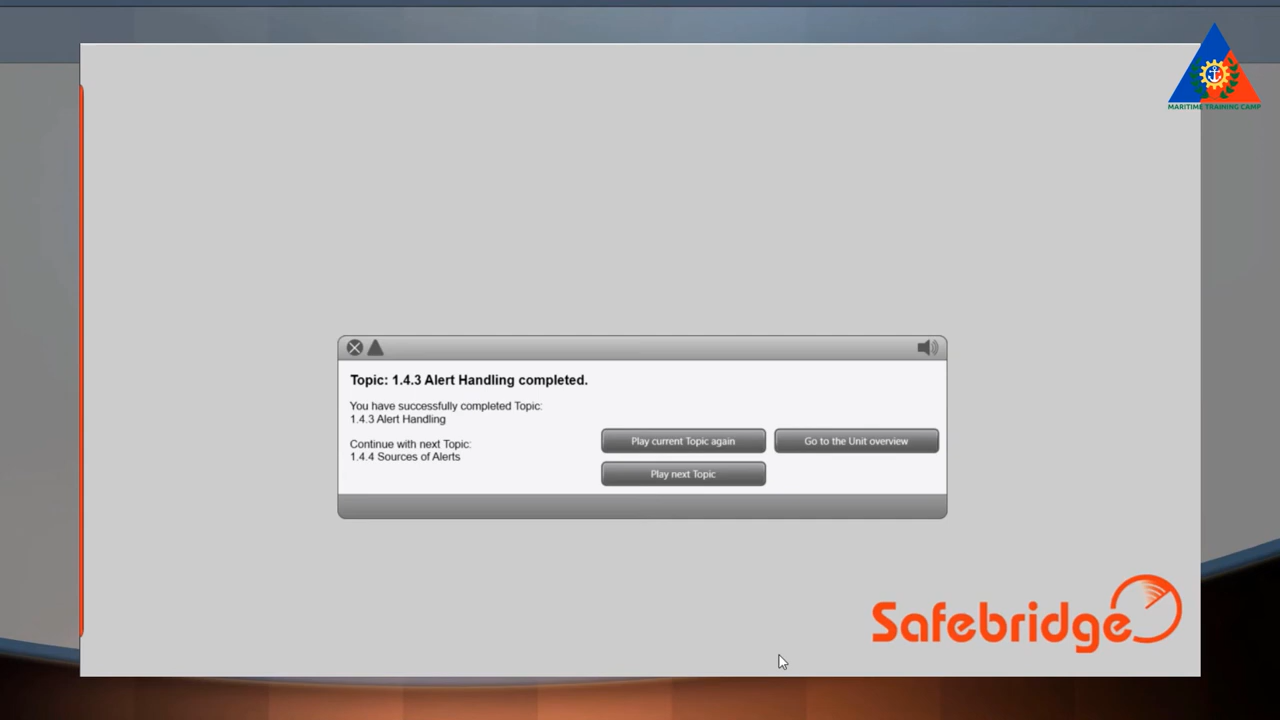 MARITIME TRAINING CAMP
Topic: 1.4.3 Alert Handling completed.
You have successfully completed Topic:
1.4.3 Alert Handling
Continue with next Topic:
1.4.4 Sources of Alerts
Play current Topic again
Go to the Unit overview
Play next Topic
Safebridge